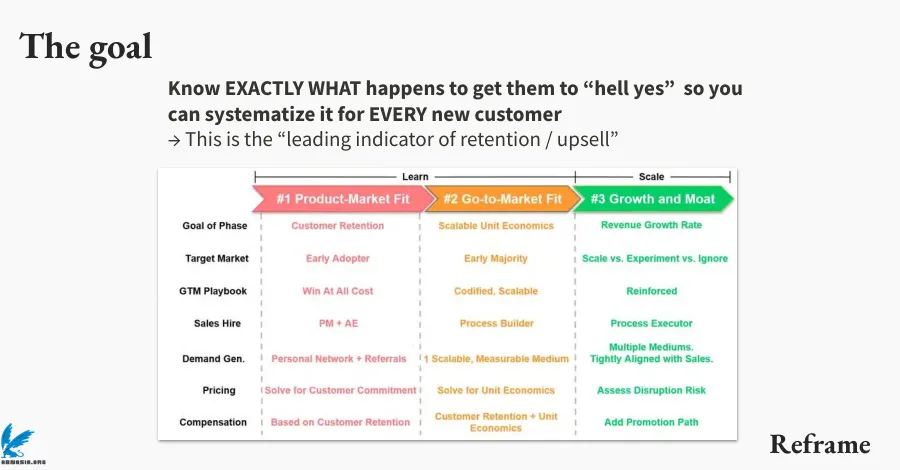 The goal
Know EXACTLY WHAT happens to get them to “hell yes”  so you
can systematize it for EVERY new customer
→ This is the “leading indicator of retention / upsell”
Learn Scale
#1 Product-Market Fit #2 Go-to-Market Fit #3 Growth and Moat
Goal of Phase Customer Retention Scalable Unit Economics Revenue Growth Rate
Target Market Early Adopter Early Majority Scale vs. Experiment vs. Ignore
GTM Playbook Win At All Cost Codified, Scalable Reinforced
Sales Hire PM + AE Process Builder Process Executor
Demand Gen. Personal Network + Referrals 1 Scalable, Measurable Medium Multiple Mediums.
Tightly Aligned with Sales.
Pricing Solve for Customer Commitment Solve for Unit Economics Assess Disruption Risk
Compensation Based on Customer Retention Customer Retention + Unit
Economics Add Promotion Path
Reframe